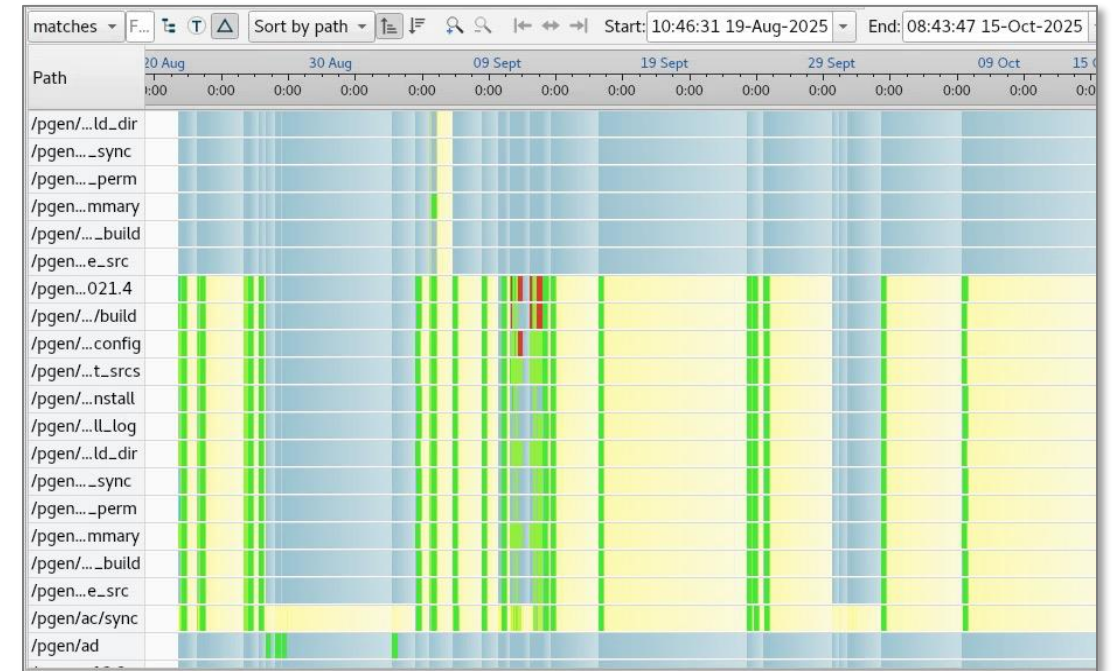 matches F... T Sort by path Start: 10:46:31 19-Aug-2025 End: 08:43:47 15-Oct-2025
Path
20 Aug 30 Aug 09 Sept 19 Sept 29 Sept 09 Oct 15
0:00 0:00 0:00 0:00 0:00 0:00 0:00 0:00 0:00 0:00 0:00 0:00 0:00
/pgen/...ld_dir
/pgen..._sync
/pgen..._perm
/pgen...mmary
/pgen/..._build
/pgen...e_src
/pgen...021.4
/pgen/.../build
/pgen/...config
/pgen/...t_srcs
/pgen/...nstall
/pgen/...ll_log
/pgen/...ld_dir
/pgen..._sync
/pgen..._perm
/pgen...mmary
/pgen/..._build
/pgen...e_src
/pgen/ac/sync
/pgen/ad